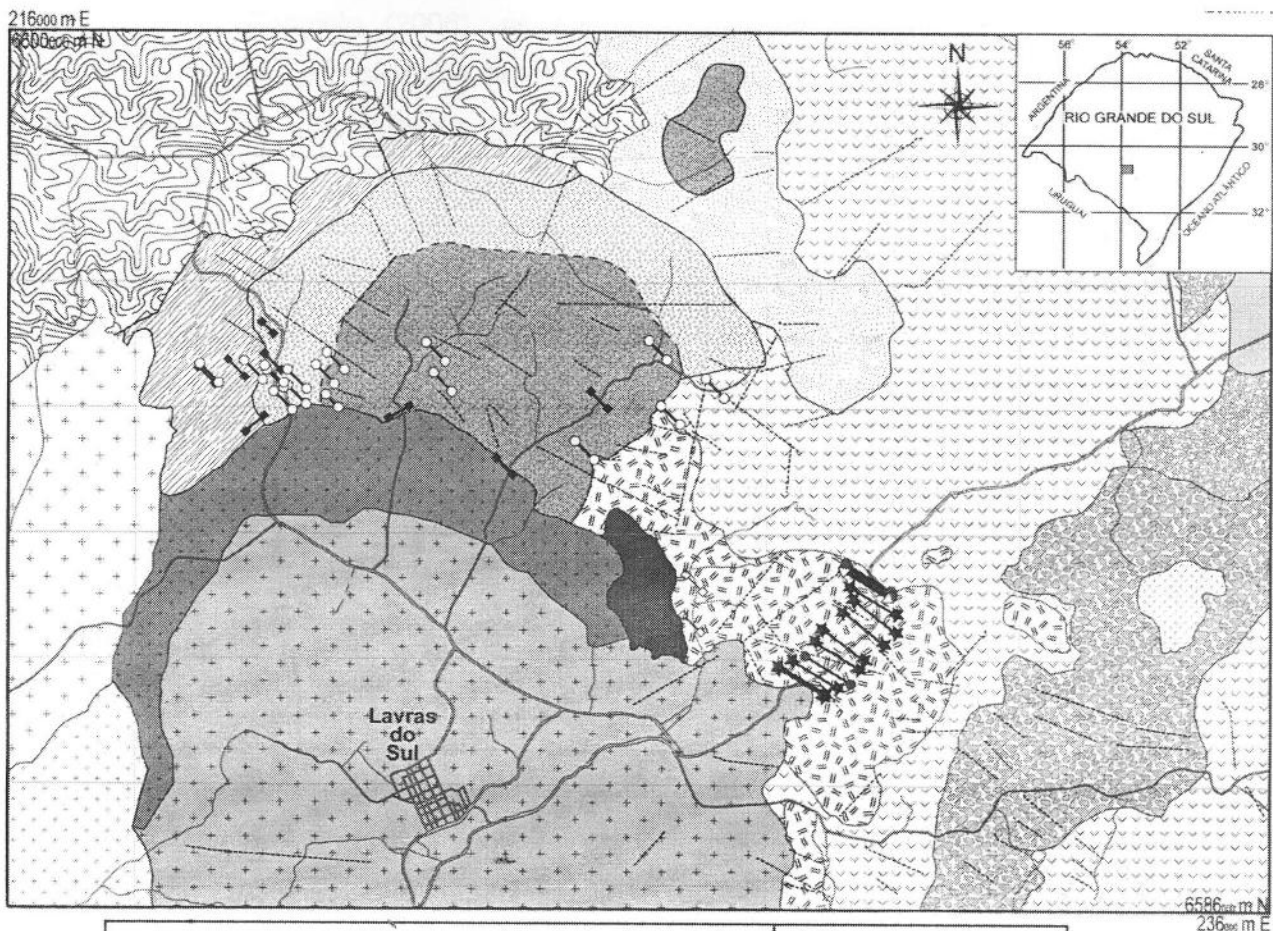 216000 m E
6600000 m N
N
56°
54°
52°
SANTA
CATARINA
28°
ARGENTINA
RIO GRANDE DO SUL
30°
URUGUAI
OCEANO ATLÂNTICO
32°
Lavras
do
Sul
6586000 m N
236000 m E